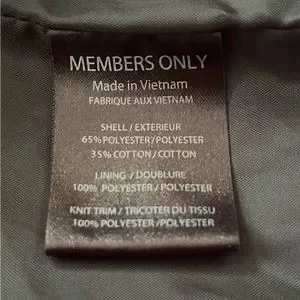 MEMBERS ONLY
Made in Vietnam
FABRIQUE AUX VIETNAM
SHELL / EXTERIEUR
65% POLYESTER/POLYESTER
35% COTTON / COTTON
LINING / DOUBLURE
100% POLYESTER / POLYESTER
KNIT TRIM / TRICOTER DU TISSU
100% POLYESTER/POLYESTER